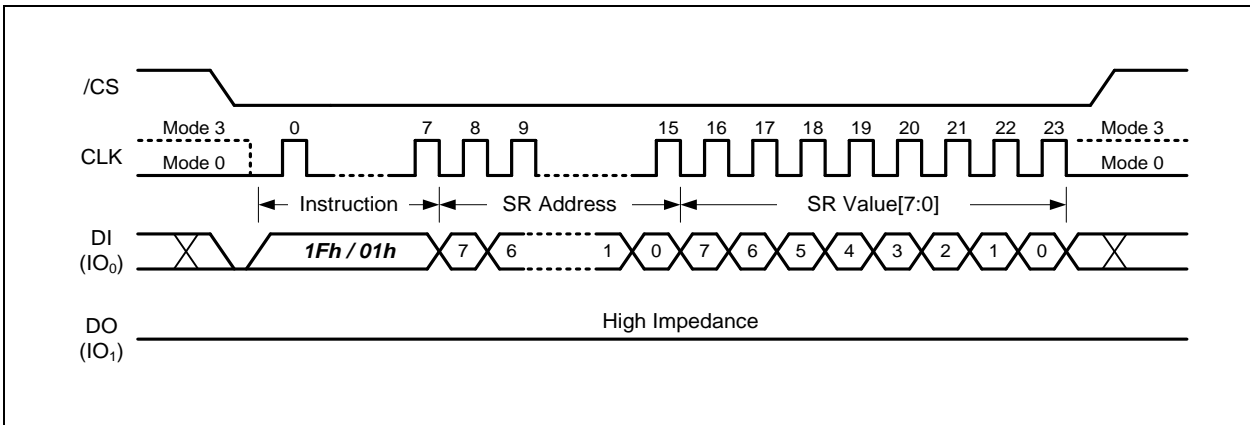 /CS
Mode 3 0 7 8 9 15 16 17 18 19 20 21 22 23 Mode 3
CLK
Mode 0 Mode 0
Instruction SR Address SR Value[7:0]
DI
(IO₀)
1Fh / 01h 7 6 1 0 7 6 5 4 3 2 1 0
High Impedance
DO
(IO₁)